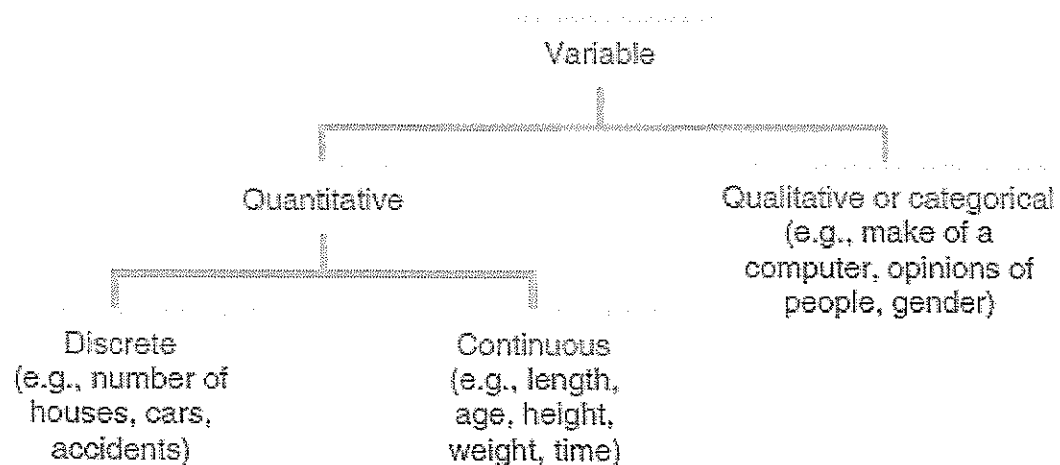 Variable
Quantitative
Qualitative or categorical
(e.g., make of a
computer, opinions of
people, gender)
Discrete
(e.g., number of
houses, cars,
accidents)
Continuous
(e.g., length,
age, height,
weight, time)